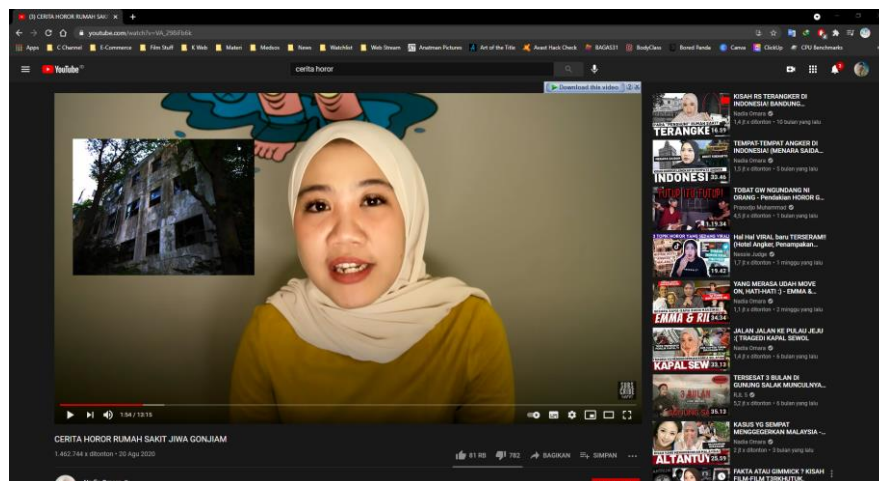 (3) CERITA HOROR RUMAH SAKI
youtube.com/watch?v=VA_
Apps C Channel E-Commerce Film Stuff K Web Materi Medsos News Watchlist Web Stream Anatman Pictures Art of the Title Avast Hack Check BAGAS31 BodyClass Bored Panda Canva ClickUp CPU Benchmarks
YouTube
cerita horor
Download this video
SUBS
CRIBE
1:54 / 13:15
CERITA HOROR RUMAH SAKIT JIWA GONJIAM
1.462.744 x ditonton • 20 Agu 2020
81 RB 782 BAGIKAN SIMPAN
TERANGKE
16.59
KISAH RS TERANGKER DI
INDONESIA! BANDUNG...
Nadia Omara
1,4 jt x ditonton • 10 bulan yang lalu
INDONESI
33.46
TEMPAT-TEMPAT ANGKER DI
INDONESIA! (MENARA SAIDA...
Nadia Omara
1,3 jt x ditonton • 5 bulan yang lalu
1.19.34
TOBAT GW NGUNDANG NI
ORANG - Pendakian HOROR G...
Prasodjo Muhammad
4,5 jt x ditonton • 1 bulan yang lalu
19.42
Hal Hal VIRAL baru TERSERAM!!
(Hotel Angker, Penampakan...
Nessie Judge
1,7 jt x ditonton • 1 minggu yang lalu
EMMA & RI
34.34
YANG MERASA UDAH MOVE
ON, HATI-HATI :) - EMMA &...
Nadia Omara
1,1 jt x ditonton • 2 minggu yang lalu
KAPAL SEW
33.13
JALAN JALAN KE PULAU JEJU
:( TRAGEDI KAPAL SEWOL
Nadia Omara
1,4 jt x ditonton • 6 bulan yang lalu
3 BULAN
35.13
TERSESAT 3 BULAN DI
GUNUNG SALAK MUNCULNYA...
RJL 5
5,2 jt x ditonton • 6 bulan yang lalu
ALTANTUY
25.59
KASUS YG SEMPAT
MENGGEGERKAN MALAYSIA -...
Nadia Omara
2 jt x ditonton • 3 bulan yang lalu
FAKTA ATAU GIMMICK ? KISAH
FILM-FILM T3RKHUTUK.